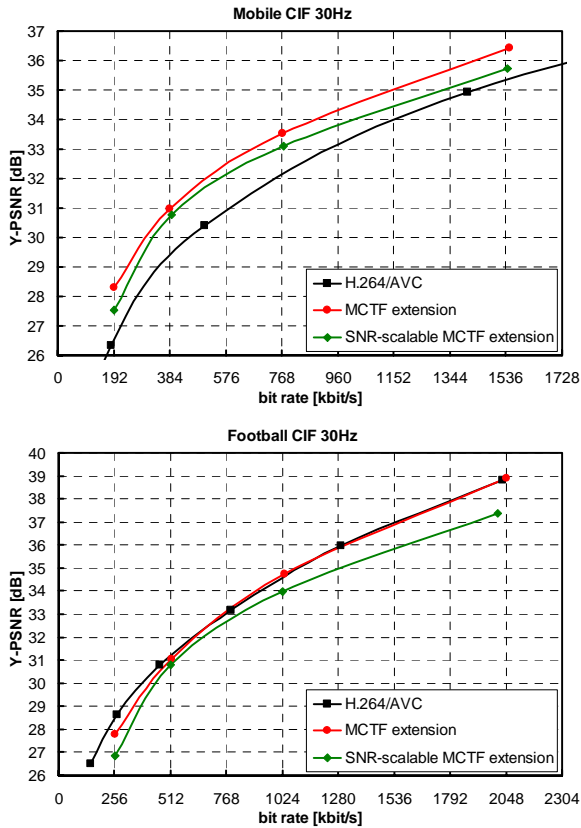 Mobile CIF 30Hz
37
36
35
34
33
32
31
30
29
28
27
26
Y-PSNR [dB]
H.264/AVC
MCTF extension
SNR-scalable MCTF extension
0 192 384 576 768 960 1152 1344 1536 1728
bit rate [kbit/s]
Football CIF 30Hz
40
39
38
37
36
35
34
33
32
31
30
29
28
27
26
Y-PSNR [dB]
H.264/AVC
MCTF extension
SNR-scalable MCTF extension
0 256 512 768 1024 1280 1536 1792 2048 2304
bit rate [kbit/s]